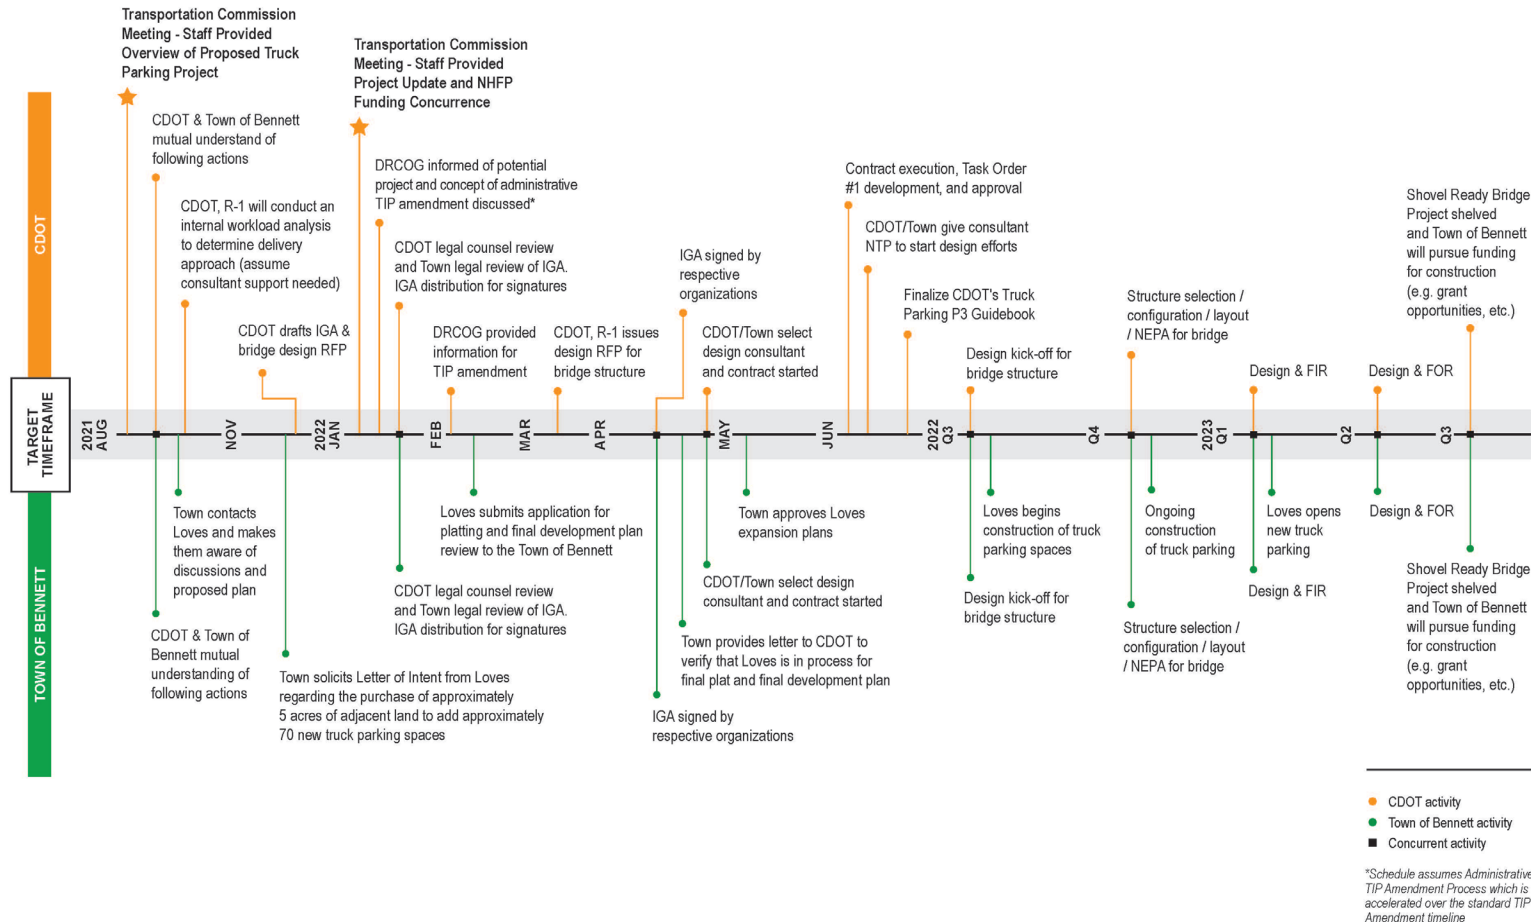 Transportation Commission
Meeting - Staff Provided
Overview of Proposed Truck
Parking Project
Transportation Commission
Meeting - Staff Provided
Project Update and NHFP
Funding Concurrence
CDOT & Town of Bennett
mutual understand of
following actions
CDOT, R-1 will conduct an
internal workload analysis
to determine delivery
approach (assume
consultant support needed)
CDOT drafts IGA &
bridge design RFP
DRCOG informed of potential
project and concept of administrative
TIP amendment discussed*
CDOT legal counsel review
and Town legal review of IGA.
IGA distribution for signatures
DRCOG provided
information for
TIP amendment
CDOT, R-1 issues
design RFP for
bridge structure
IGA signed by
respective
organizations
CDOT/Town select
design consultant
and contract started
Contract execution, Task Order
#1 development, and approval
CDOT/Town give consultant
NTP to start design efforts
Finalize CDOT's Truck
Parking P3 Guidebook
Design kick-off for
bridge structure
Structure selection /
configuration / layout
/ NEPA for bridge
Design & FIR
Design & FOR
Shovel Ready Bridge
Project shelved
and Town of Bennett
will pursue funding
for construction
(e.g. grant
opportunities, etc.)
CDOT
TARGET
TIMEFRAME
TOWN OF BENNETT
2021
AUG
NOV
2022
JAN
FEB
MAR
APR
MAY
JUN
2022
Q3
Q4
2023
Q1
Q2
Q3
Town contacts
Loves and makes
them aware of
discussions and
proposed plan
CDOT & Town of
Bennett mutual
understanding of
following actions
Town solicits Letter of Intent from Loves
regarding the purchase of approximately
5 acres of adjacent land to add approximately
70 new truck parking spaces
CDOT legal counsel review
and Town legal review of IGA.
IGA distribution for signatures
Loves submits application for
platting and final development plan
review to the Town of Bennett
IGA signed by
respective organizations
Town provides letter to CDOT to
verify that Loves is in process for
final plat and final development plan
CDOT/Town select design
consultant and contract started
Town approves Loves
expansion plans
Design kick-off for
bridge structure
Loves begins
construction of truck
parking spaces
Structure selection /
configuration / layout
/ NEPA for bridge
Ongoing
construction
of truck parking
Design & FIR
Loves opens
new truck
parking
Design & FOR
Shovel Ready Bridge
Project shelved
and Town of Bennett
will pursue funding
for construction
(e.g. grant
opportunities, etc.)
CDOT activity
Town of Bennett activity
Concurrent activity
*Schedule assumes Administrative
TIP Amendment Process which is
accelerated over the standard TIP
Amendment timeline